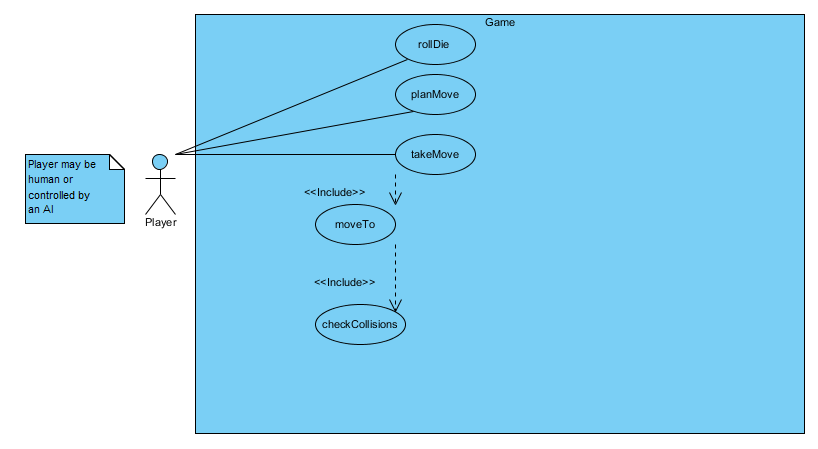 Game
rollDie
planMove
takeMove
Player may be
human or
controlled by
an AI
<<Include>>
Player
moveTo
<<Include>>
checkCollisions